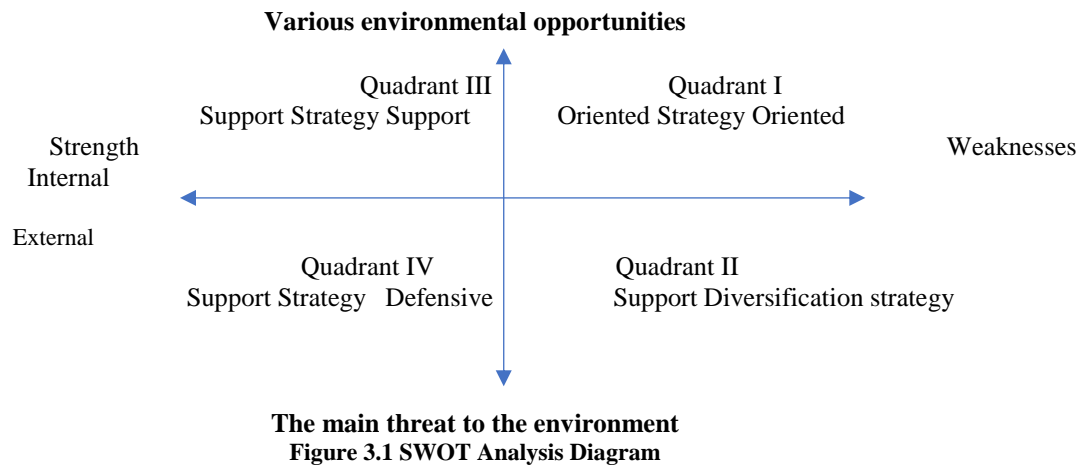 Various environmental opportunities
Quadrant III
Support Strategy Support
Quadrant I
Oriented Strategy Oriented
Strength
Internal
Weaknesses
External
Quadrant IV
Support Strategy Defensive
Quadrant II
Support Diversification strategy
The main threat to the environment
Figure 3.1 SWOT Analysis Diagram